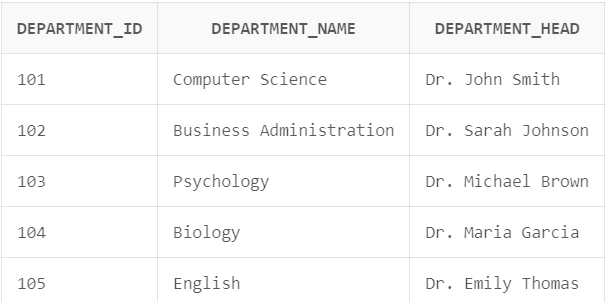 DEPARTMENT_ID DEPARTMENT_NAME DEPARTMENT_HEAD
101 Computer Science Dr. John Smith
102 Business Administration Dr. Sarah Johnson
103 Psychology Dr. Michael Brown
104 Biology Dr. Maria Garcia
105 English Dr. Emily Thomas